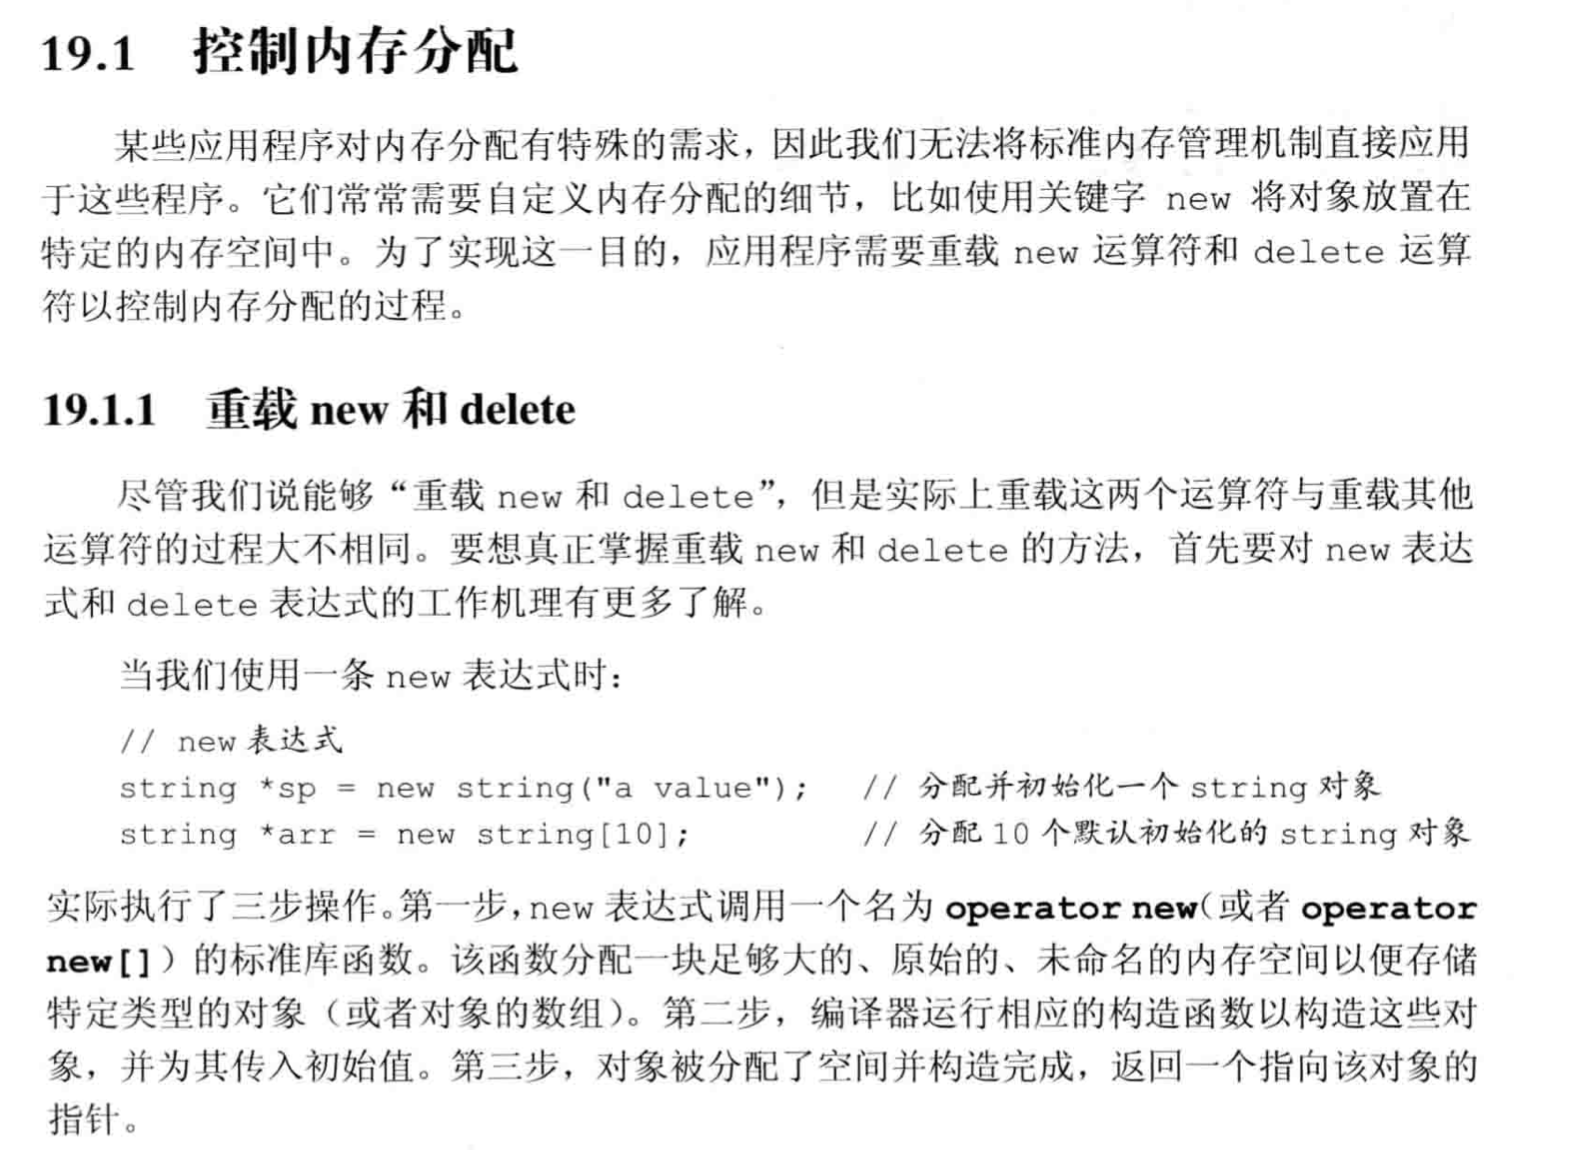 19.1 控制内存分配
某些应用程序对内存分配有特殊的需求，因此我们无法将标准内存管理机制直接应用
于这些程序。它们常常需要自定义内存分配的细节，比如使用关键字 new 将对象放置在
特定的内存空间中。为了实现这一目的，应用程序需要重载 new 运算符和 delete 运算
符以控制内存分配的过程。
19.1.1 重载 new 和 delete
尽管我们说能够“重载 new 和 delete”，但是实际上重载这两个运算符与重载其他
运算符的过程大不相同。要想真正掌握重载 new 和 delete 的方法，首先要对 new 表达
式和 delete 表达式的工作机理有更多了解。
当我们使用一条 new 表达式时：
// new 表达式
string *sp = new string("a value"); // 分配并初始化一个 string 对象
string *arr = new string[10]; // 分配 10 个默认初始化的 string 对象
实际执行了三步操作。第一步，new 表达式调用一个名为 operator new（或者 operator
new[]）的标准库函数。该函数分配一块足够大的、原始的、未命名的内存空间以便存储
特定类型的对象（或者对象的数组）。第二步，编译器运行相应的构造函数以构造这些对
象，并为其传入初始值。第三步，对象被分配了空间并构造完成，返回一个指向该对象的
指针。